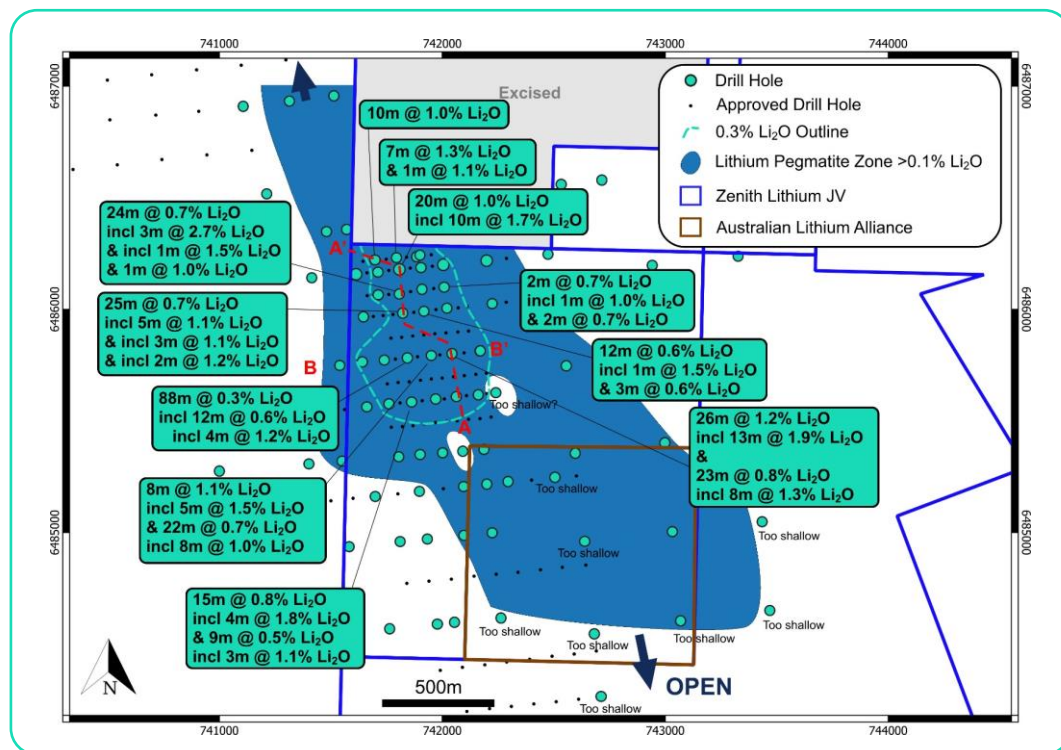 741000
742000
743000
744000
6487000
6487000
Excised
Drill Hole
Approved Drill Hole
0.3% Li₂O Outline
Lithium Pegmatite Zone >0.1% Li₂O
Zenith Lithium JV
Australian Lithium Alliance
10m @ 1.0% Li₂O
7m @ 1.3% Li₂O
& 1m @ 1.1% Li₂O
20m @ 1.0% Li₂O
incl 10m @ 1.7% Li₂O
24m @ 0.7% Li₂O
incl 3m @ 2.7% Li₂O
& incl 1m @ 1.5% Li₂O
& 1m @ 1.0% Li₂O
A'
2m @ 0.7% Li₂O
incl 1m @ 1.0% Li₂O
& 2m @ 0.7% Li₂O
6486000
6486000
25m @ 0.7% Li₂O
incl 5m @ 1.1% Li₂O
& incl 3m @ 1.1% Li₂O
& incl 2m @ 1.2% Li₂O
B'
B
12m @ 0.6% Li₂O
incl 1m @ 1.5% Li₂O
& 3m @ 0.6% Li₂O
88m @ 0.3% Li₂O
incl 12m @ 0.6% Li₂O
incl 4m @ 1.2% Li₂O
Too shallow?
A
26m @ 1.2% Li₂O
incl 13m @ 1.9% Li₂O
&
23m @ 0.8% Li₂O
incl 8m @ 1.3% Li₂O
8m @ 1.1% Li₂O
incl 5m @ 1.5% Li₂O
& 22m @ 0.7% Li₂O
incl 8m @ 1.0% Li₂O
Too shallow
6485000
6485000
Too shallow
Too shallow
15m @ 0.8% Li₂O
incl 4m @ 1.8% Li₂O
& 9m @ 0.5% Li₂O
incl 3m @ 1.1% Li₂O
Too shallow
Too shallow
Too shallow
Too shallow
N
500m
OPEN
Too shallow
741000
742000
743000
744000